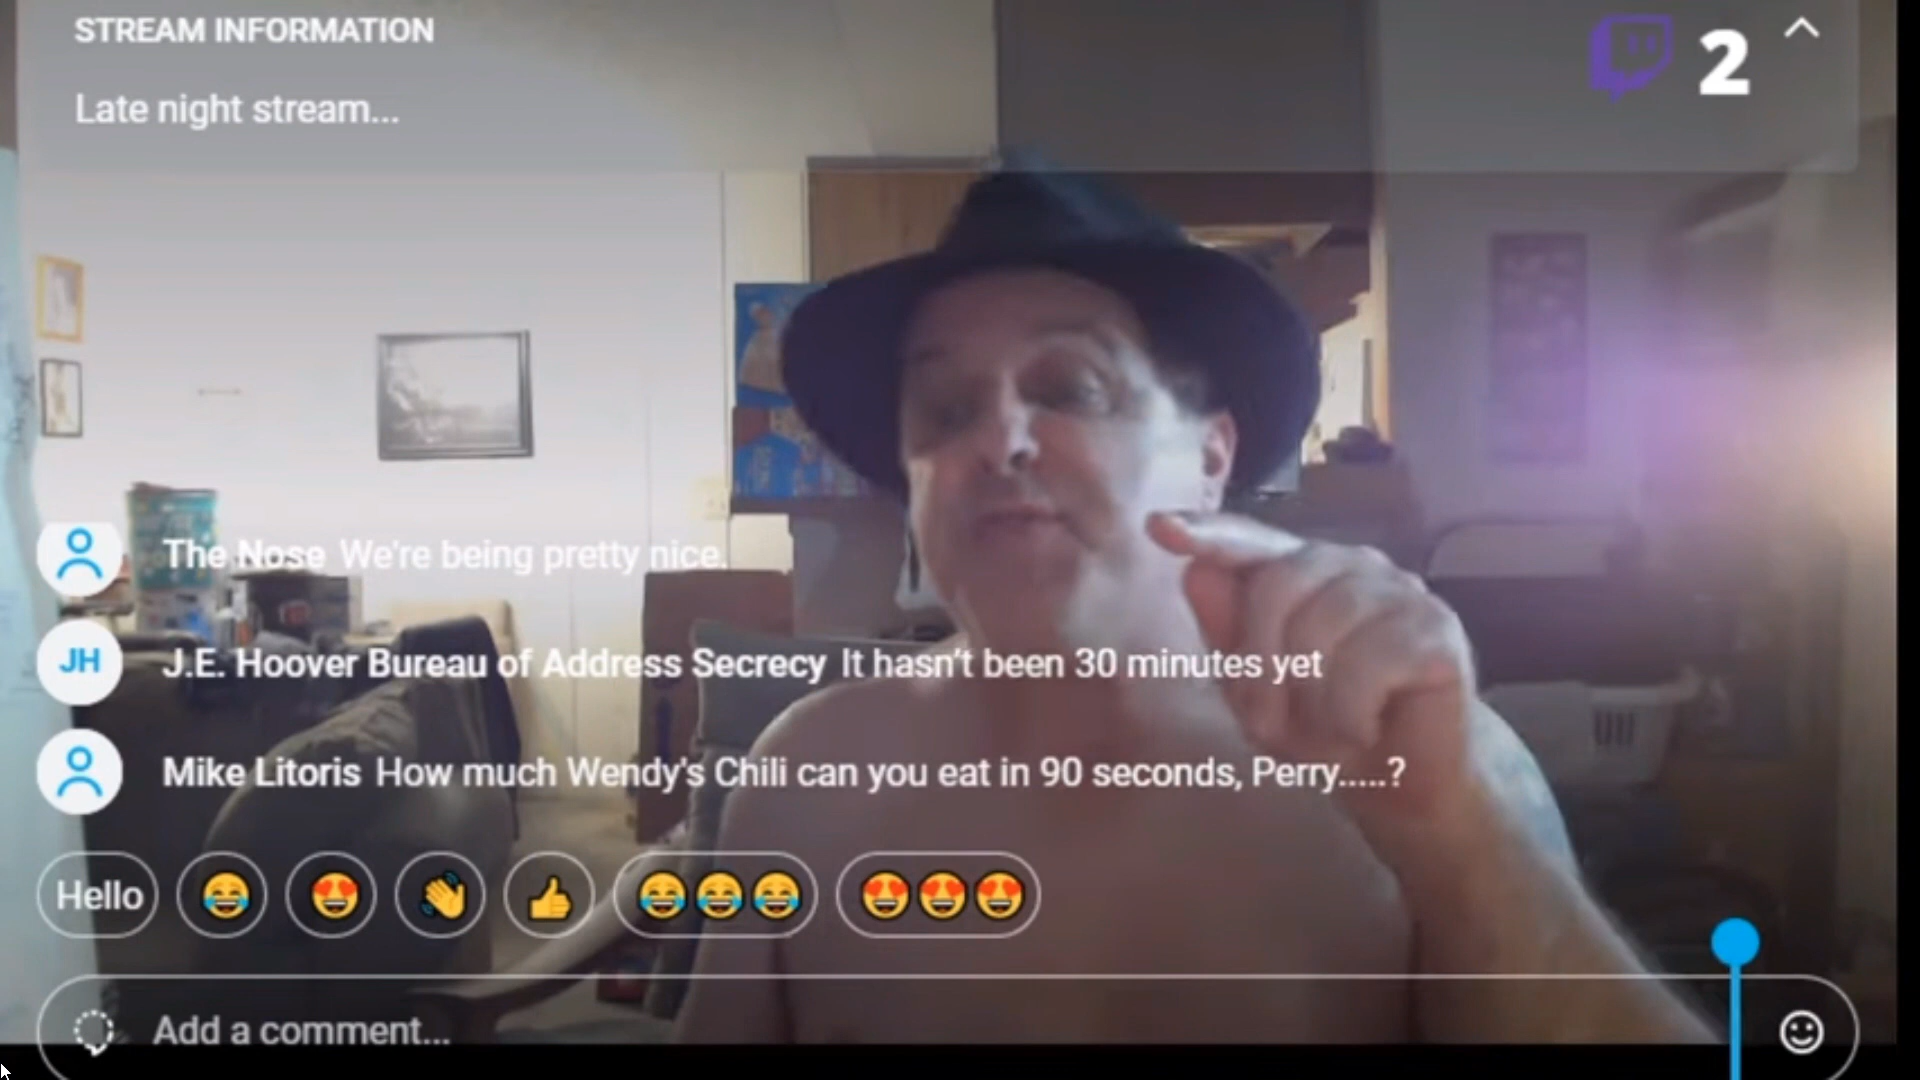 STREAM INFORMATION
2
Late night stream...
The Nose We're being pretty nice.
JH
J.E. Hoover Bureau of Address Secrecy It hasn't been 30 minutes yet
Mike Litoris How much Wendy's Chili can you eat in 90 seconds, Perry.....?
Hello
Add a comment...